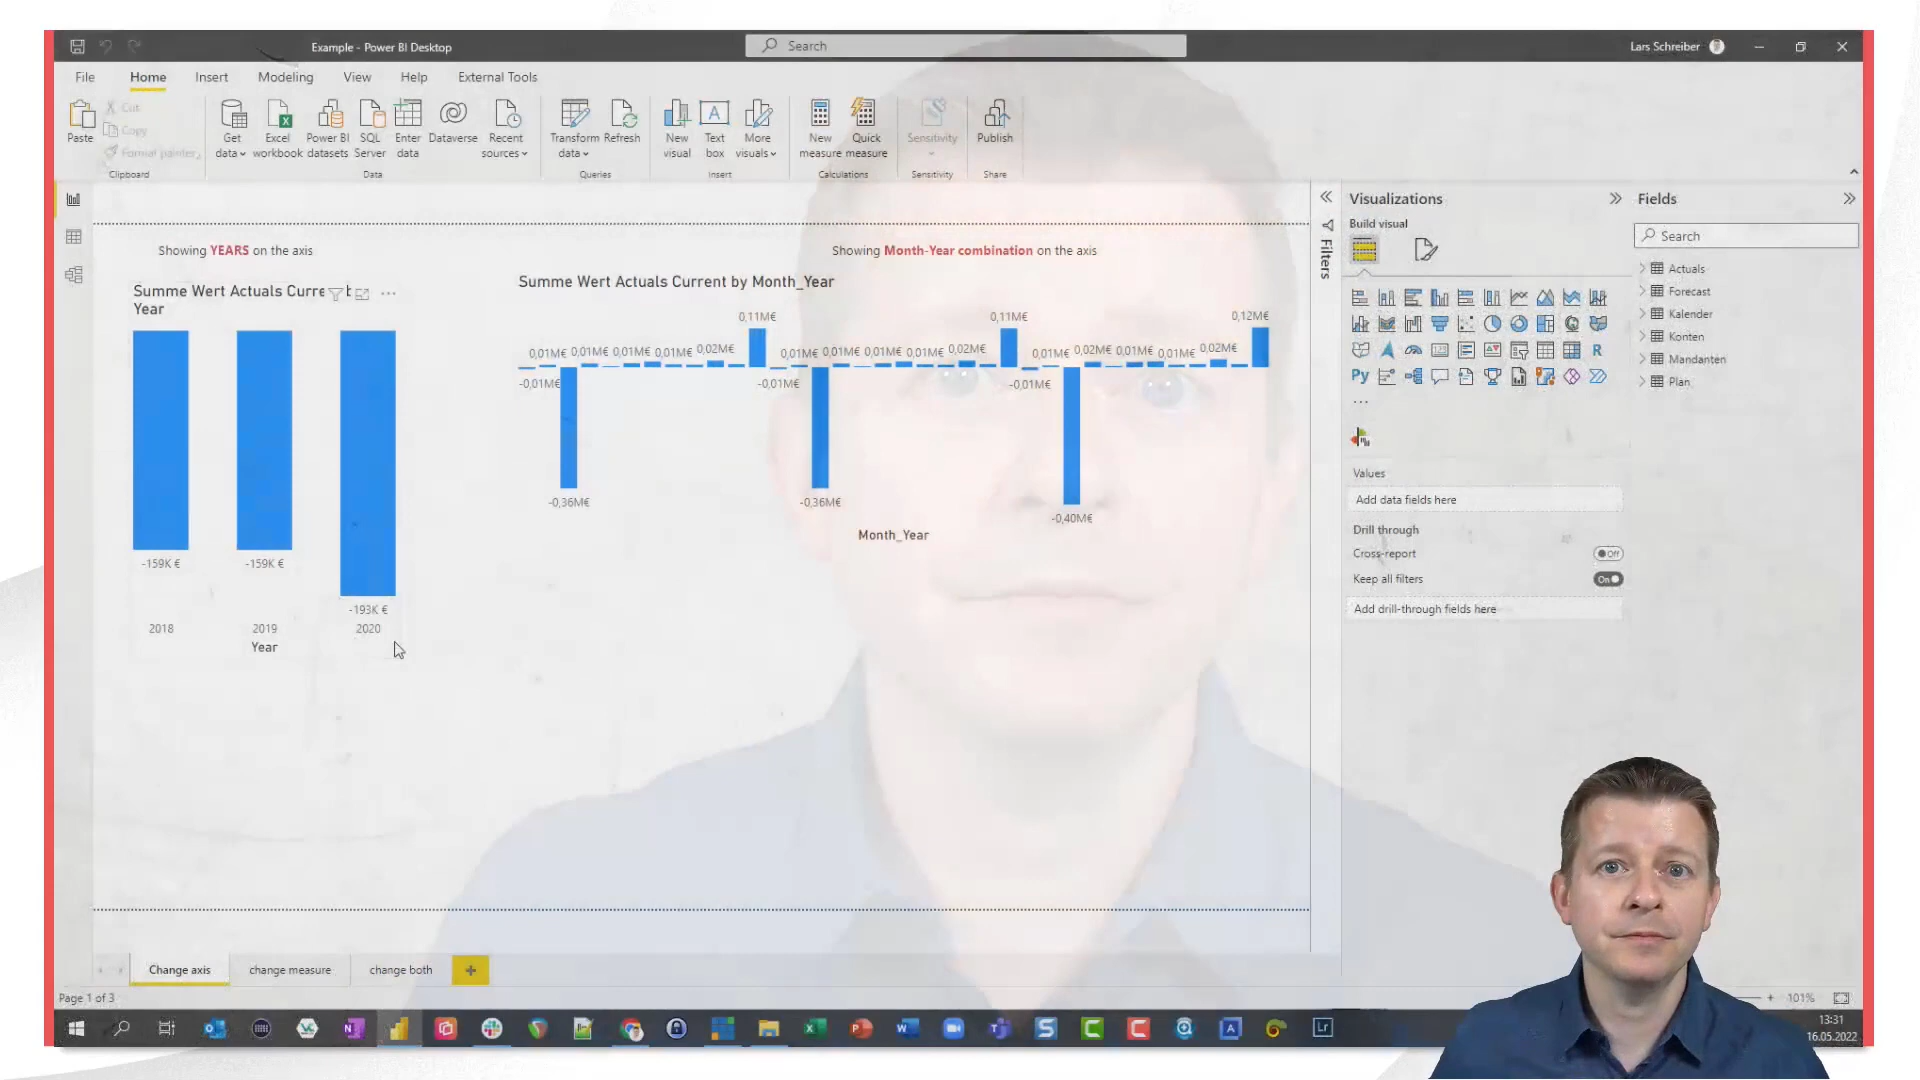 Example - Power BI Desktop
Search
Lars Schreiber
File Home Insert Modeling View Help External Tools
Paste
Cut
Copy
Format painter
Clipboard
Get data
Excel workbook
Power BI datasets
SQL Server
Enter data
Dataverse
Recent sources
Data
Transform data
Refresh
Queries
New visual
Text box
More visuals
Insert
New measure
Quick measure
Calculations
Sensitivity
Sensitivity
Publish
Share
Showing YEARS on the axis
Summe Wert Actuals Curre
Year
-159K €
-159K €
-193K €
2018 2019 2020
Year
Showing Month-Year combination on the axis
Summe Wert Actuals Current by Month_Year
0,11M€ 0,11M€ 0,12M€
0,01M€ 0,01M€ 0,01M€ 0,01M€ 0,02M€ 0,01M€ 0,01M€ 0,01M€ 0,01M€ 0,02M€ 0,01M€ 0,02M€ 0,01M€ 0,01M€ 0,02M€
-0,01M€ -0,01M€ -0,01M€
-0,36M€ -0,36M€
-0,40M€
Month_Year
Filters
Visualizations
Build visual
R
Py
...
Values
Add data fields here
Drill through
Cross-report
Off
Keep all filters
On
Add drill-through fields here
Fields
Search
Actuals
Forecast
Kalender
Konten
Mandanten
Plan
Change axis change measure change both +
Page 1 of 3
+ 101%
13:31
16.05.2022